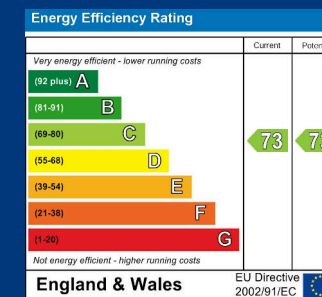 Energy Efficiency Rating
Current
Very energy efficient - lower running costs
(92 plus) A
(81-91) B
(69-80) C
73
(55-68) D
(39-54) E
(21-38) F
(1-20) G
Not energy efficient - higher running costs
England & Wales
EU Directive
2002/91/EC